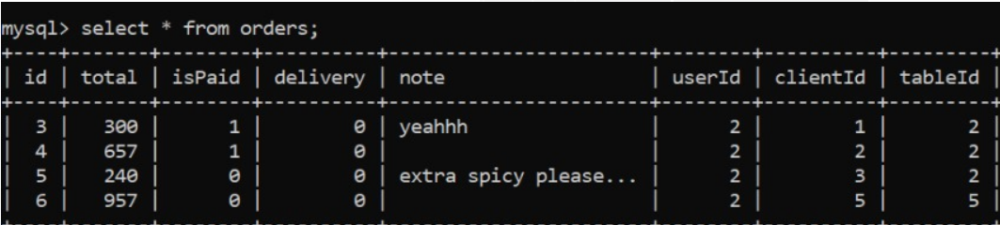 mysql> select * from orders;
+----+-------+--------+----------+----------------------+--------+----------+---------+
| id | total | isPaid | delivery | note                 | userId | clientId | tableId |
+----+-------+--------+----------+----------------------+--------+----------+---------+
|  3 |   300 |      1 |        0 | yeahhh               |      2 |        1 |       2 |
|  4 |   657 |      1 |        0 |                      |      2 |        2 |       2 |
|  5 |   240 |      0 |        0 | extra spicy please... |      2 |        3 |       2 |
|  6 |   957 |      0 |        0 |                      |      2 |        5 |       5 |
+----+-------+--------+----------+----------------------+--------+----------+---------+